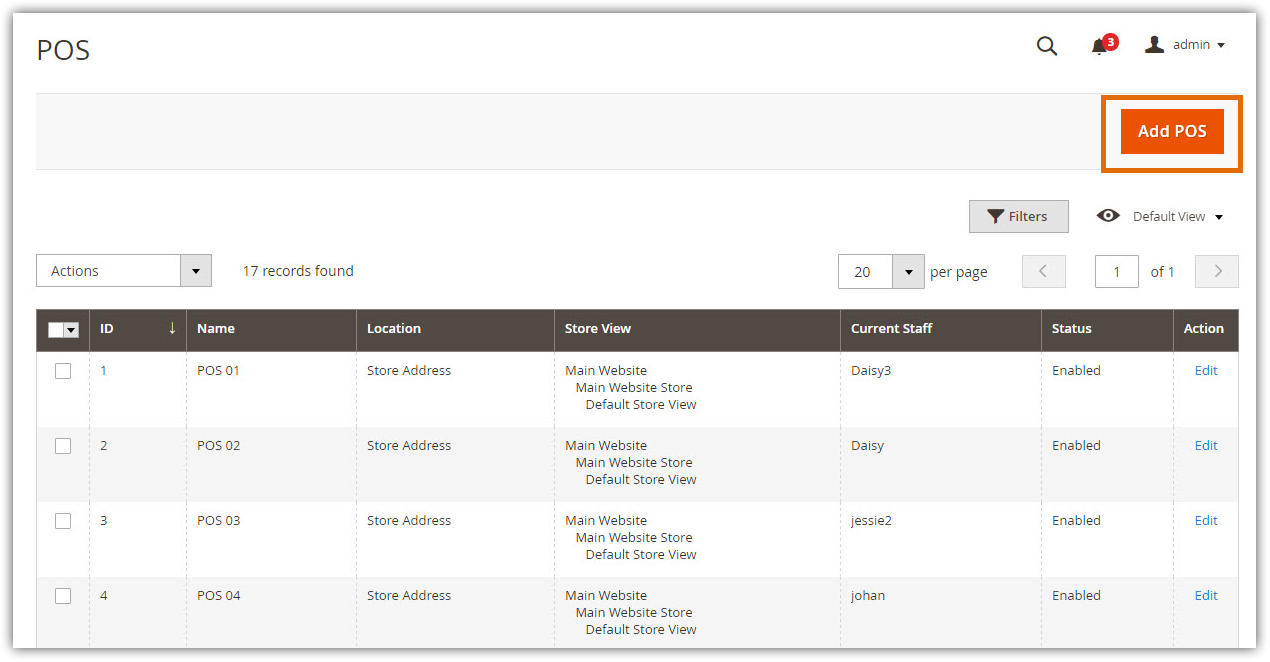 POS
3
admin
Add POS
Filters
Default View
Actions
17 records found
20
per page
1
of 1
ID ↓ Name Location Store View Current Staff Status Action
1 POS 01 Store Address Main Website Daisy3 Enabled Edit
Main Website Store
Default Store View
2 POS 02 Store Address Main Website Daisy Enabled Edit
Main Website Store
Default Store View
3 POS 03 Store Address Main Website jessie2 Enabled Edit
Main Website Store
Default Store View
4 POS 04 Store Address Main Website johan Enabled Edit
Main Website Store
Default Store View